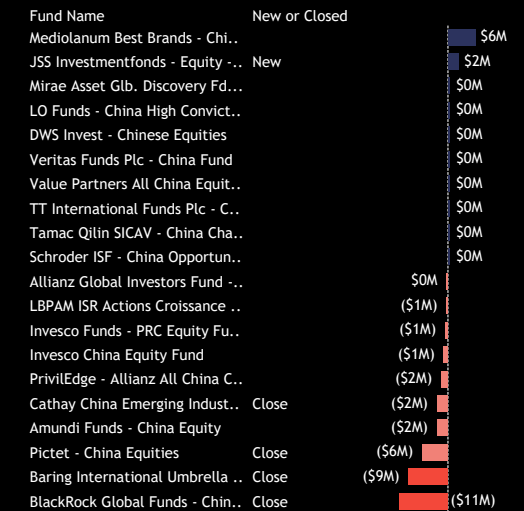 Fund Name New or Closed
Mediolanum Best Brands - Chi.. $6M
JSS Investmentfonds - Equity -.. New $2M
Mirae Asset Glb. Discovery Fd... $0M
LO Funds - China High Convict.. $0M
DWS Invest - Chinese Equities $0M
Veritas Funds Plc - China Fund $0M
Value Partners All China Equit.. $0M
TT International Funds Plc - C.. $0M
Tamac Qilin SICAV - China Cha.. $0M
Schroder ISF - China Opportun.. $0M
Allianz Global Investors Fund -.. $0M
LBPAM ISR Actions Croissance .. ($1M)
Invesco Funds - PRC Equity Fu.. ($1M)
Invesco China Equity Fund ($1M)
PrivilEdge - Allianz All China C.. ($2M)
Cathay China Emerging Indust.. Close ($2M)
Amundi Funds - China Equity ($2M)
Pictet - China Equities Close ($6M)
Baring International Umbrella .. Close ($9M)
BlackRock Global Funds - Chin.. Close ($11M)